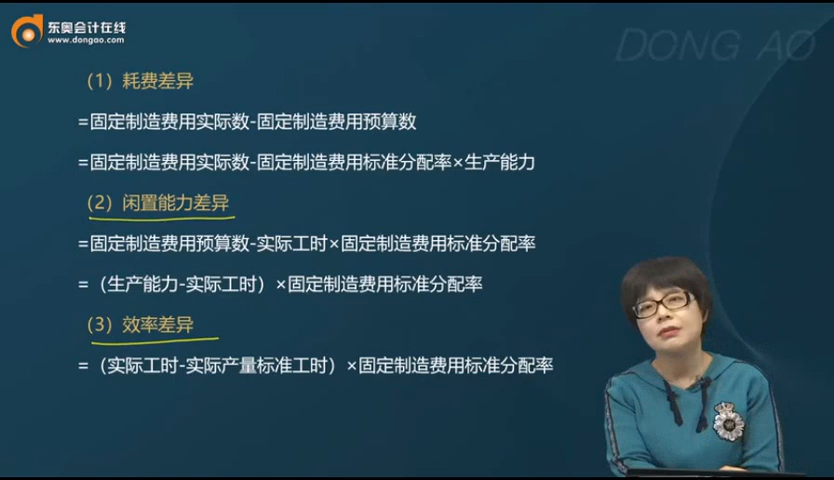 东奥会计在线
www.dongao.com
DONG AO
（1）耗费差异
=固定制造费用实际数-固定制造费用预算数
=固定制造费用实际数-固定制造费用标准分配率×生产能力
（2）闲置能力差异
=固定制造费用预算数-实际工时×固定制造费用标准分配率
=（生产能力-实际工时）×固定制造费用标准分配率
（3）效率差异
=（实际工时-实际产量标准工时）×固定制造费用标准分配率